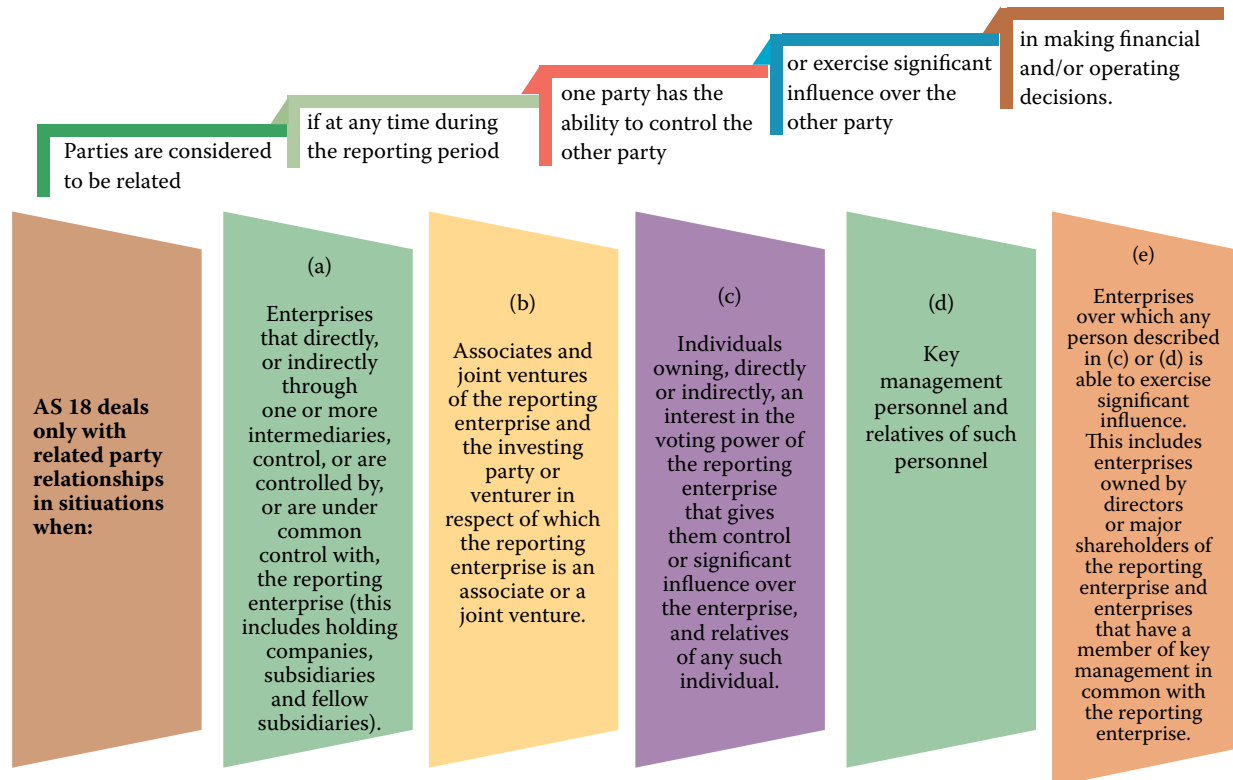 Parties are considered
to be related
if at any time during
the reporting period
one party has the
ability to control the
other party
or exercise significant
influence over the
other party
in making financial
and/or operating
decisions.
AS 18 deals
only with
related party
relationships
in sitiuations
when:
(a)
Enterprises
that directly,
or indirectly
through
one or more
intermediaries,
control, or are
controlled by,
or are under
common
control with,
the reporting
enterprise (this
includes holding
companies,
subsidiaries
and fellow
subsidiaries).
(b)
Associates and
joint ventures
of the reporting
enterprise and
the investing
party or
venturer in
respect of which
the reporting
enterprise is an
associate or a
joint venture.
(c)
Individuals
owning, directly
or indirectly, an
interest in the
voting power of
the reporting
enterprise
that gives
them control
or significant
influence over
the enterprise,
and relatives
of any such
individual.
(d)
Key
management
personnel and
relatives of such
personnel
(e)
Enterprises
over which any
person described
in (c) or (d) is
able to exercise
significant
influence.
This includes
enterprises
owned by
directors
or major
shareholders of
the reporting
enterprise and
enterprises
that have a
member of key
management in
common with
the reporting
enterprise.